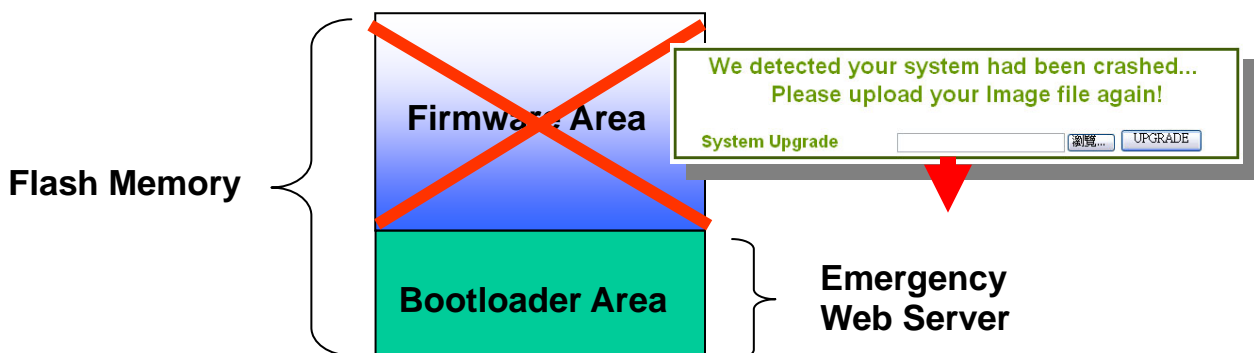 We detected your system had been crashed...
Please upload your Image file again!
System Upgrade 瀏覽... UPGRADE
Firmware Area
Flash Memory
Bootloader Area
Emergency
Web Server